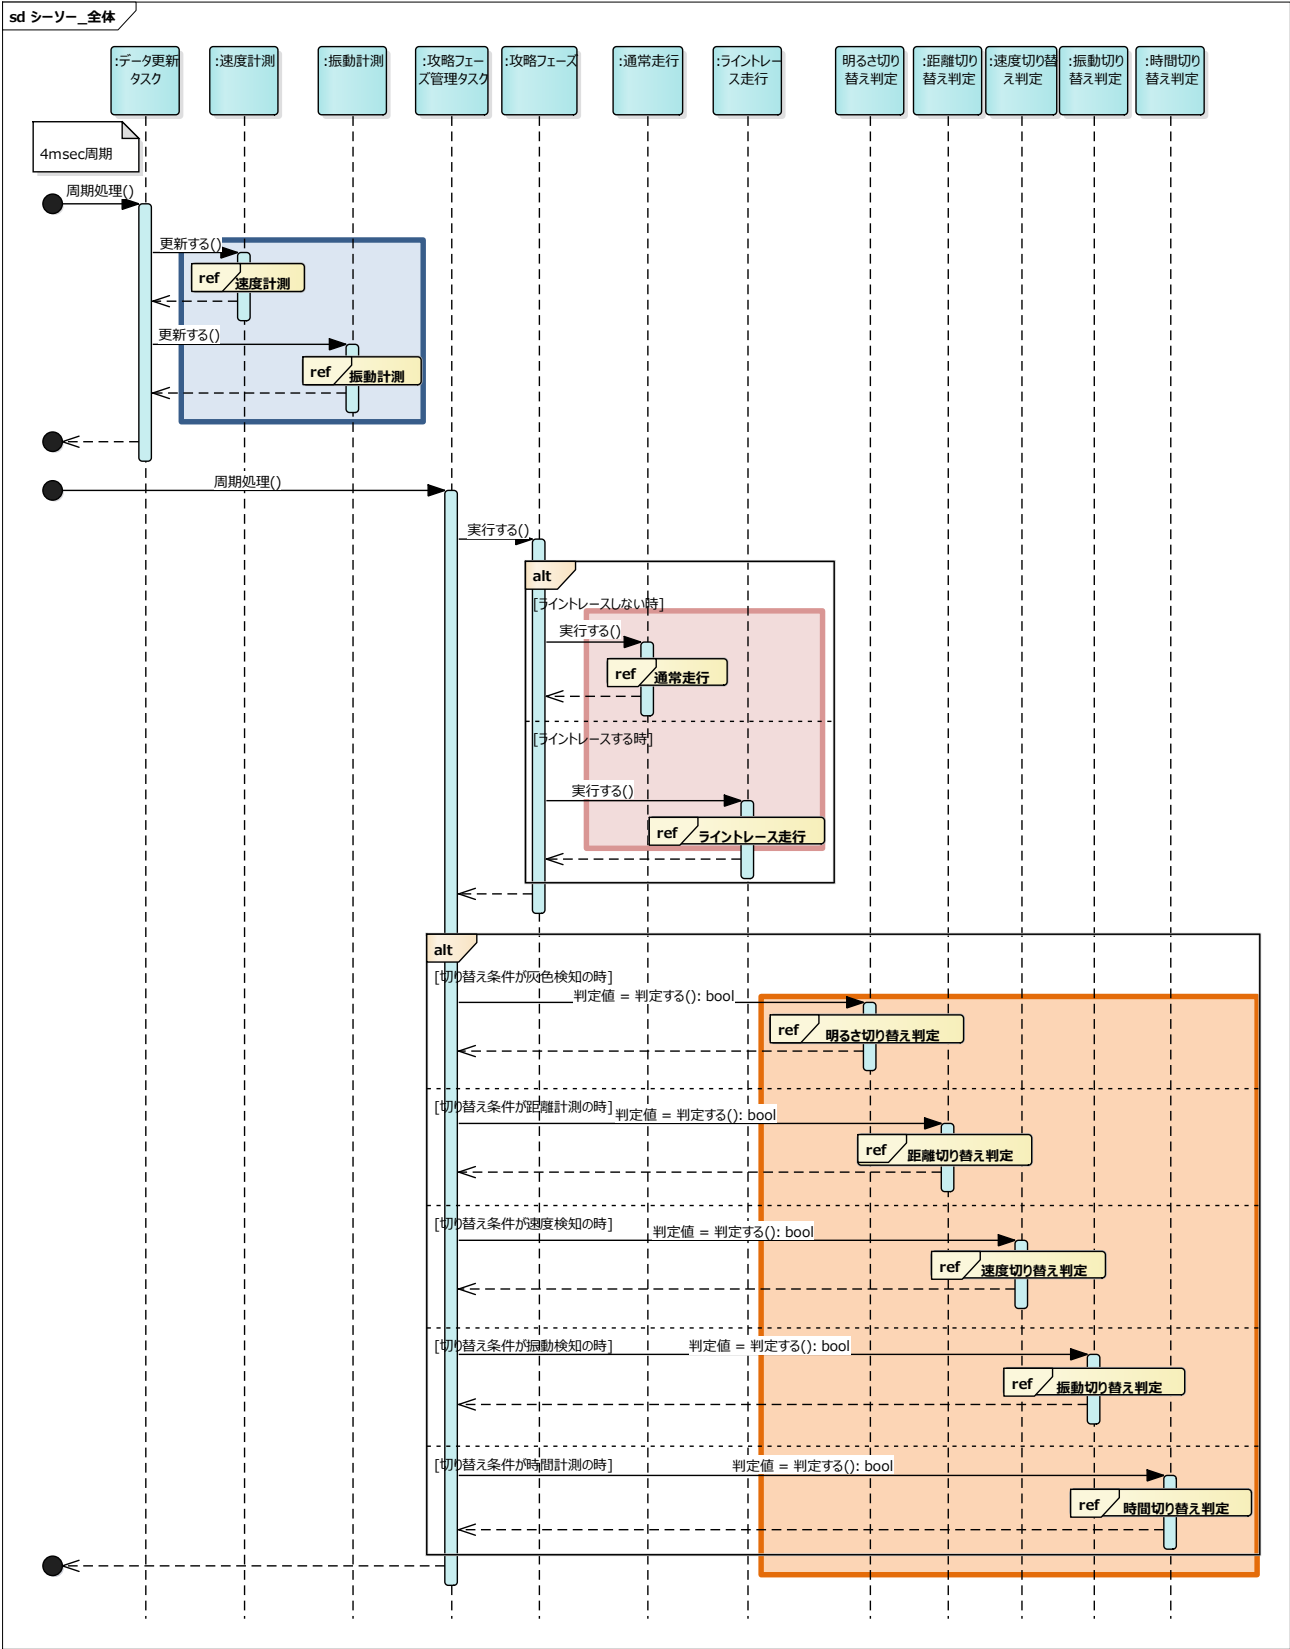 sd シーソー_全体
:データ更新
タスク
:速度計測
:振動計測
:攻略フェー
ズ管理タスク
:攻略フェーズ
:通常走行
:ライントレー
ス走行
明るさ切り
替え判定
:距離切り
替え判定
:速度切り替
え判定
:振動切り
替え判定
:時間切り
替え判定
4msec周期
周期処理()
更新する()
ref 速度計測
更新する()
ref 振動計測
周期処理()
実行する()
alt
[ライントレースしない時]
実行する()
ref 通常走行
[ライントレースする時]
実行する()
ref ライントレース走行
alt
[切り替え条件が灰色検知の時]
判定値 = 判定する(): bool
ref 明るさ切り替え判定
[切り替え条件が距離計測の時]
判定値 = 判定する(): bool
ref 距離切り替え判定
[切り替え条件が速度検知の時]
判定値 = 判定する(): bool
ref 速度切り替え判定
[切り替え条件が振動検知の時]
判定値 = 判定する(): bool
ref 振動切り替え判定
[切り替え条件が時間計測の時]
判定値 = 判定する(): bool
ref 時間切り替え判定